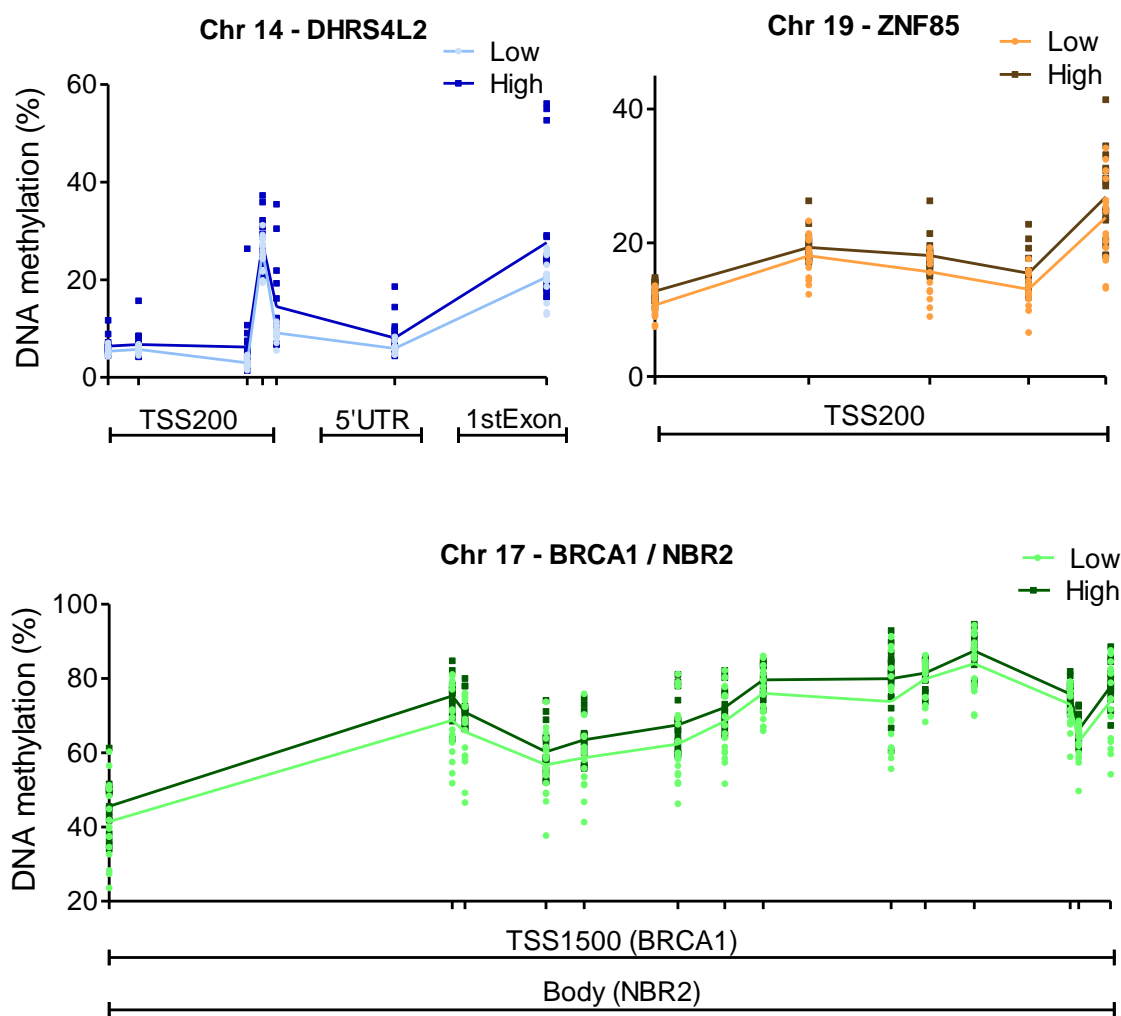 Chr 14 - DHRS4L2
Low
High
DNA methylation (%)
60
40
20
0
TSS200
5'UTR
1stExon
Chr 19 - ZNF85
Low
High
40
20
0
TSS200
Chr 17 - BRCA1 / NBR2
Low
High
DNA methylation (%)
100
80
60
40
20
TSS1500 (BRCA1)
Body (NBR2)